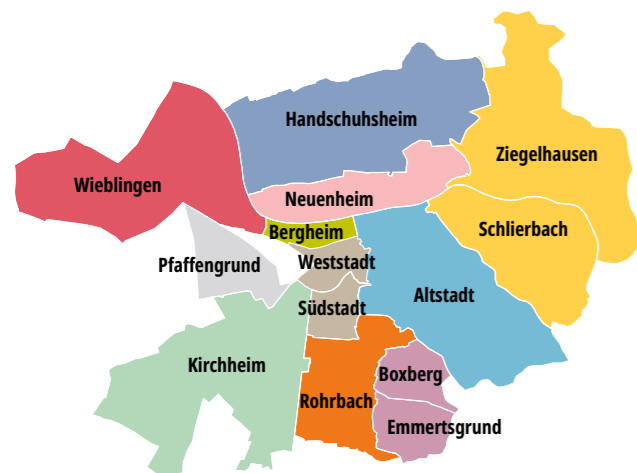 Handschuhsheim
Ziegelhausen
Wieblingen
Neuenheim
Schlierbach
Bergheim
Weststadt
Pfaffengrund
Altstadt
Südstadt
Kirchheim
Boxberg
Rohrbach
Emmertsgrund